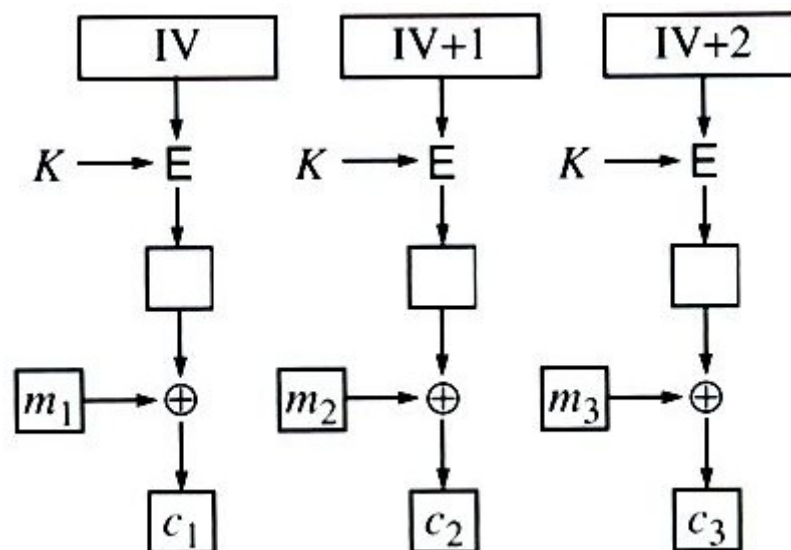 IV IV+1 IV+2
K E K E K E
m₁ ⊕ m₂ ⊕ m₃ ⊕
c₁ c₂ c₃